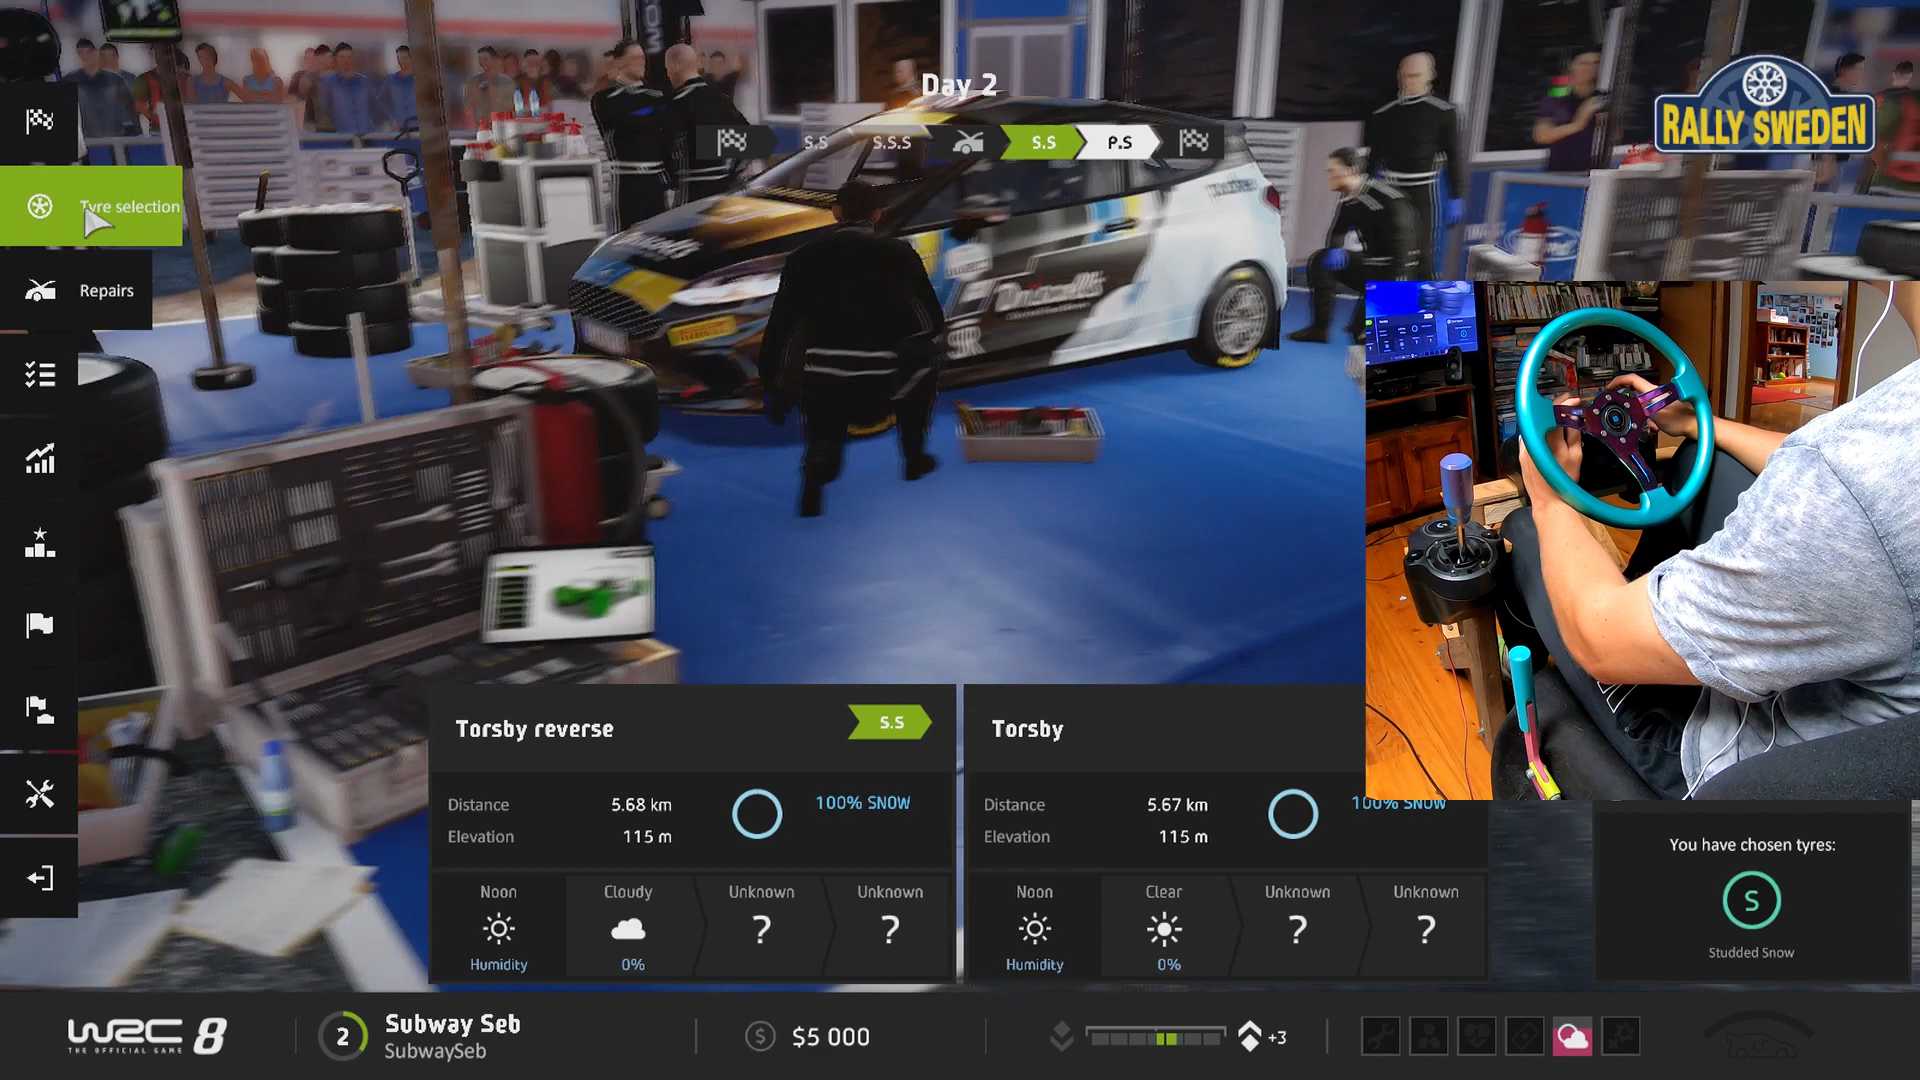 Day 2
S.S
S.S.S
S.S
P.S
RALLY SWEDEN
Tyre selection
Repairs
Torsby reverse
S.S
Distance
5.68 km
Elevation
115 m
100% SNOW
Noon
Humidity
Cloudy
0%
Unknown
?
Unknown
?
Torsby
Distance
5.67 km
Elevation
115 m
100% SNOW
Noon
Humidity
Clear
0%
Unknown
?
Unknown
?
You have chosen tyres:
S
Studded Snow
WRC 8
THE OFFICIAL GAME
2
Subway Seb
SubwaySeb
$
$5 000
+3